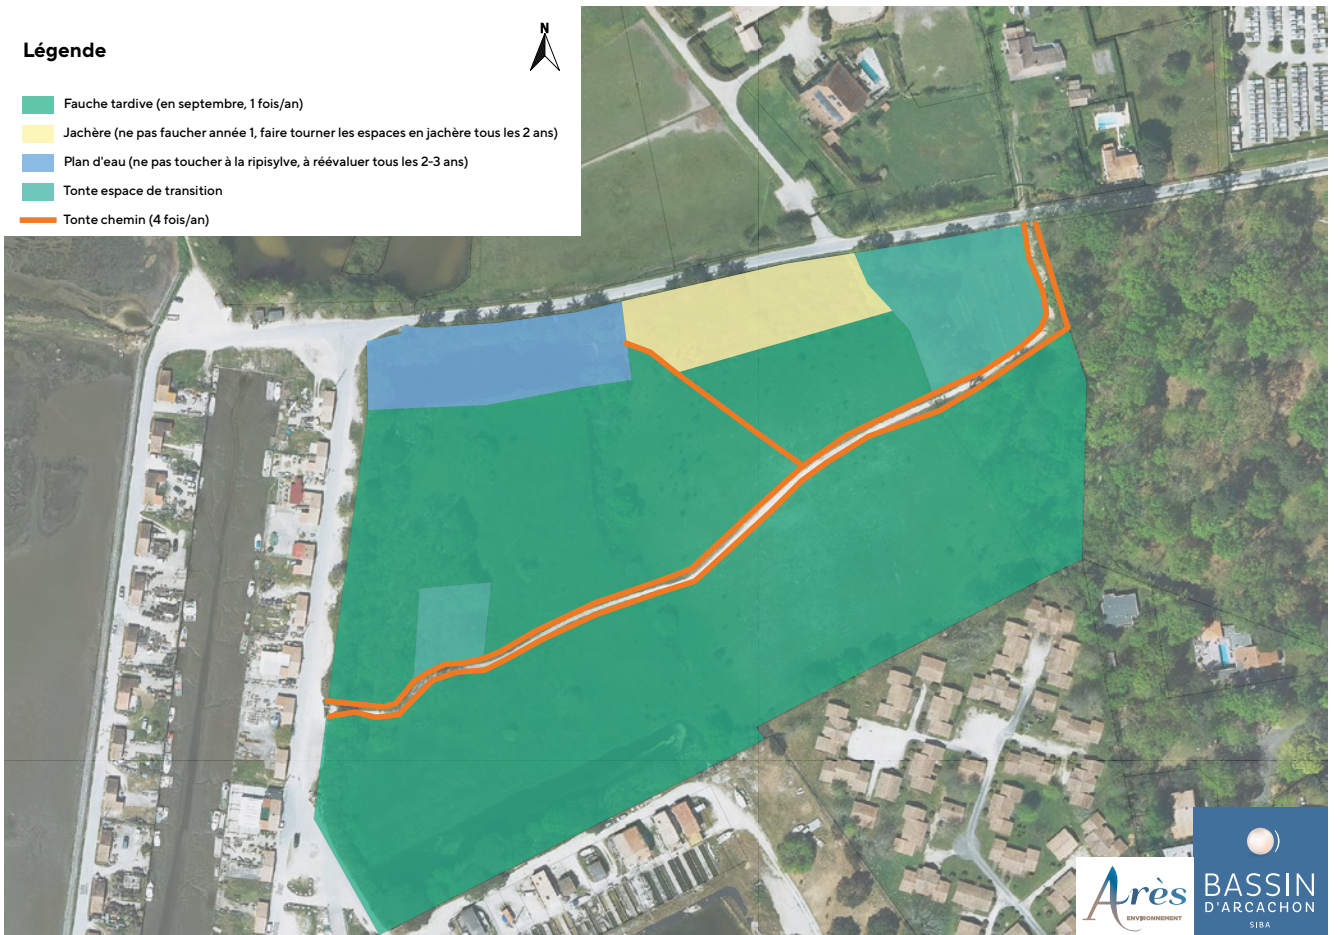 N
Légende
Fauche tardive (en septembre, 1 fois/an)
Jachère (ne pas faucher année 1, faire tourner les espaces en jachère tous les 2 ans)
Plan d'eau (ne pas toucher à la ripisylve, à réévaluer tous les 2-3 ans)
Tonte espace de transition
Tonte chemin (4 fois/an)
Arès
ENVIRONNEMENT
BASSIN
D'ARCACHON
SIBA